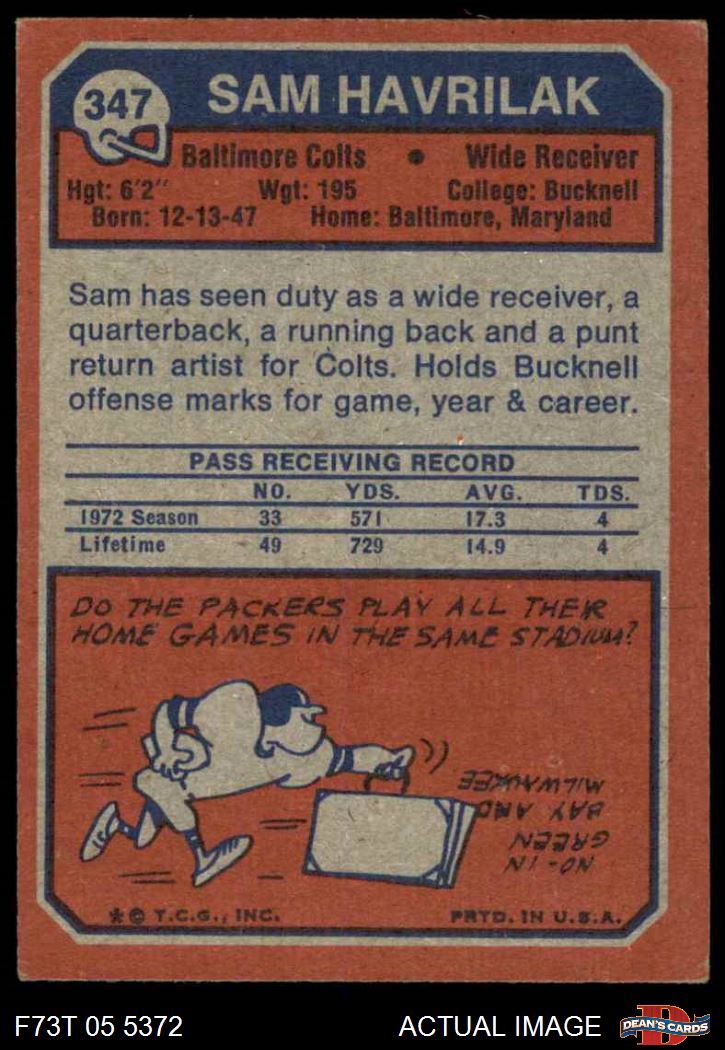 347
SAM HAVRILAK
Baltimore Colts • Wide Receiver
Hgt: 6'2" Wgt: 195 College: Bucknell
Born: 12-13-47 Home: Baltimore, Maryland
Sam has seen duty as a wide receiver, a
quarterback, a running back and a punt
return artist for Colts. Holds Bucknell
offense marks for game, year & career.
PASS RECEIVING RECORD
NO. YDS. AVG. TDS.
1972 Season 33 571 17.3 4
Lifetime 49 729 14.9 4
DO THE PACKERS PLAY ALL THEIR
HOME GAMES IN THE SAME STADIUM?
NO-IN
GREEN
BAY AND
MILWAUKEE
*© T.C.G., INC. PRTD. IN U.S.A.
F73T 05 5372 ACTUAL IMAGE
D
DEAN'S CARDS